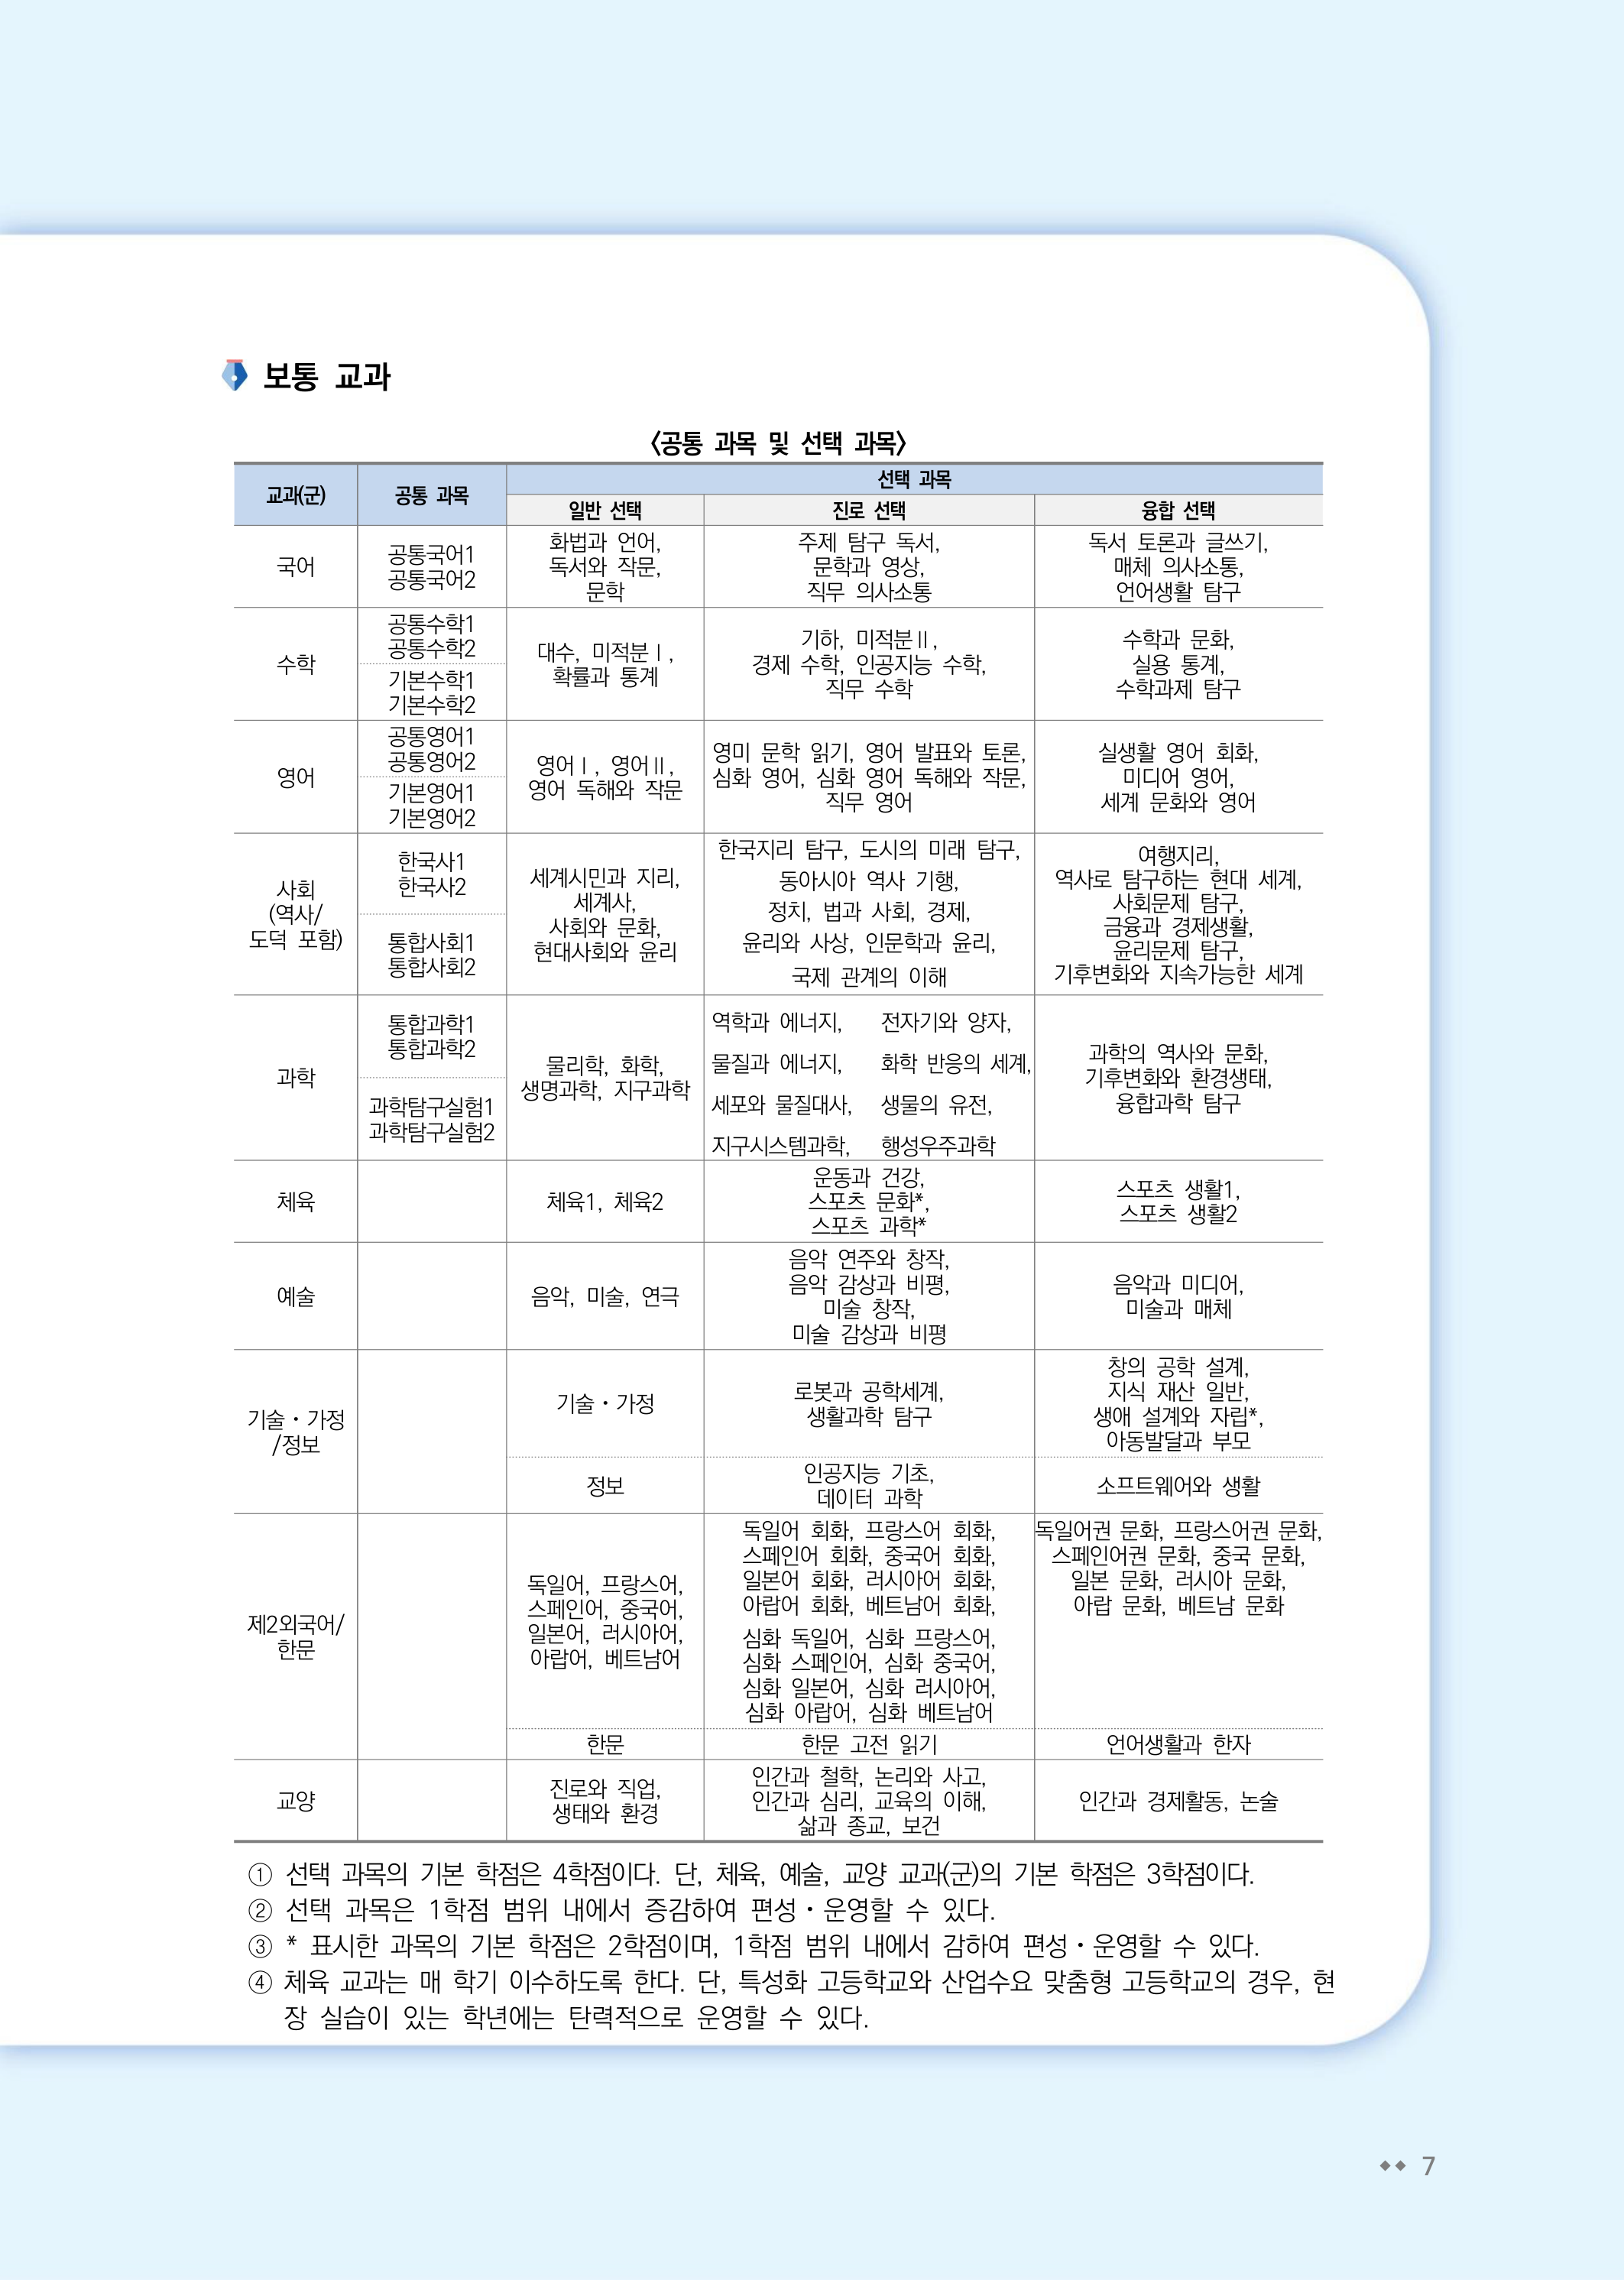 보통 교과
〈공통 과목 및 선택 과목〉
교과(군)
공통 과목
선택 과목
일반 선택
진로 선택
융합 선택
국어
공통국어1
공통국어2
화법과 언어,
독서와 작문,
문학
주제 탐구 독서,
문학과 영상,
직무 의사소통
독서 토론과 글쓰기,
매체 의사소통,
언어생활 탐구
수학
공통수학1
공통수학2
기본수학1
기본수학2
대수, 미적분Ⅰ,
확률과 통계
기하, 미적분Ⅱ,
경제 수학, 인공지능 수학,
직무 수학
수학과 문화,
실용 통계,
수학과제 탐구
영어
공통영어1
공통영어2
기본영어1
기본영어2
영어Ⅰ, 영어Ⅱ,
영어 독해와 작문
영미 문학 읽기, 영어 발표와 토론,
심화 영어, 심화 영어 독해와 작문,
직무 영어
실생활 영어 회화,
미디어 영어,
세계 문화와 영어
사회
(역사/
도덕 포함)
한국사1
한국사2
통합사회1
통합사회2
세계시민과 지리,
세계사,
사회와 문화,
현대사회와 윤리
한국지리 탐구, 도시의 미래 탐구,
동아시아 역사 기행,
정치, 법과 사회, 경제,
윤리와 사상, 인문학과 윤리,
국제 관계의 이해
여행지리,
역사로 탐구하는 현대 세계,
사회문제 탐구,
금융과 경제생활,
윤리문제 탐구,
기후변화와 지속가능한 세계
과학
통합과학1
통합과학2
과학탐구실험1
과학탐구실험2
물리학, 화학,
생명과학, 지구과학
역학과 에너지, 전자기와 양자,
물질과 에너지, 화학 반응의 세계,
세포와 물질대사, 생물의 유전,
지구시스템과학, 행성우주과학
과학의 역사와 문화,
기후변화와 환경생태,
융합과학 탐구
체육
체육1, 체육2
운동과 건강,
스포츠 문화*,
스포츠 과학*
스포츠 생활1,
스포츠 생활2
예술
음악, 미술, 연극
음악 연주와 창작,
음악 감상과 비평,
미술 창작,
미술 감상과 비평
음악과 미디어,
미술과 매체
기술・가정
/정보
기술・가정
로봇과 공학세계,
생활과학 탐구
창의 공학 설계,
지식 재산 일반,
생애 설계와 자립*,
아동발달과 부모
정보
인공지능 기초,
데이터 과학
소프트웨어와 생활
제2외국어/
한문
독일어, 프랑스어,
스페인어, 중국어,
일본어, 러시아어,
아랍어, 베트남어
독일어 회화, 프랑스어 회화,
스페인어 회화, 중국어 회화,
일본어 회화, 러시아어 회화,
아랍어 회화, 베트남어 회화,
심화 독일어, 심화 프랑스어,
심화 스페인어, 심화 중국어,
심화 일본어, 심화 러시아어,
심화 아랍어, 심화 베트남어
독일어권 문화, 프랑스어권 문화,
스페인어권 문화, 중국 문화,
일본 문화, 러시아 문화,
아랍 문화, 베트남 문화
한문
한문 고전 읽기
언어생활과 한자
교양
진로와 직업,
생태와 환경
인간과 철학, 논리와 사고,
인간과 심리, 교육의 이해,
삶과 종교, 보건
인간과 경제활동, 논술
① 선택 과목의 기본 학점은 4학점이다. 단, 체육, 예술, 교양 교과(군)의 기본 학점은 3학점이다.
② 선택 과목은 1학점 범위 내에서 증감하여 편성・운영할 수 있다.
③ * 표시한 과목의 기본 학점은 2학점이며, 1학점 범위 내에서 감하여 편성・운영할 수 있다.
④ 체육 교과는 매 학기 이수하도록 한다. 단, 특성화 고등학교와 산업수요 맞춤형 고등학교의 경우, 현
장 실습이 있는 학년에는 탄력적으로 운영할 수 있다.
◆◆ 7